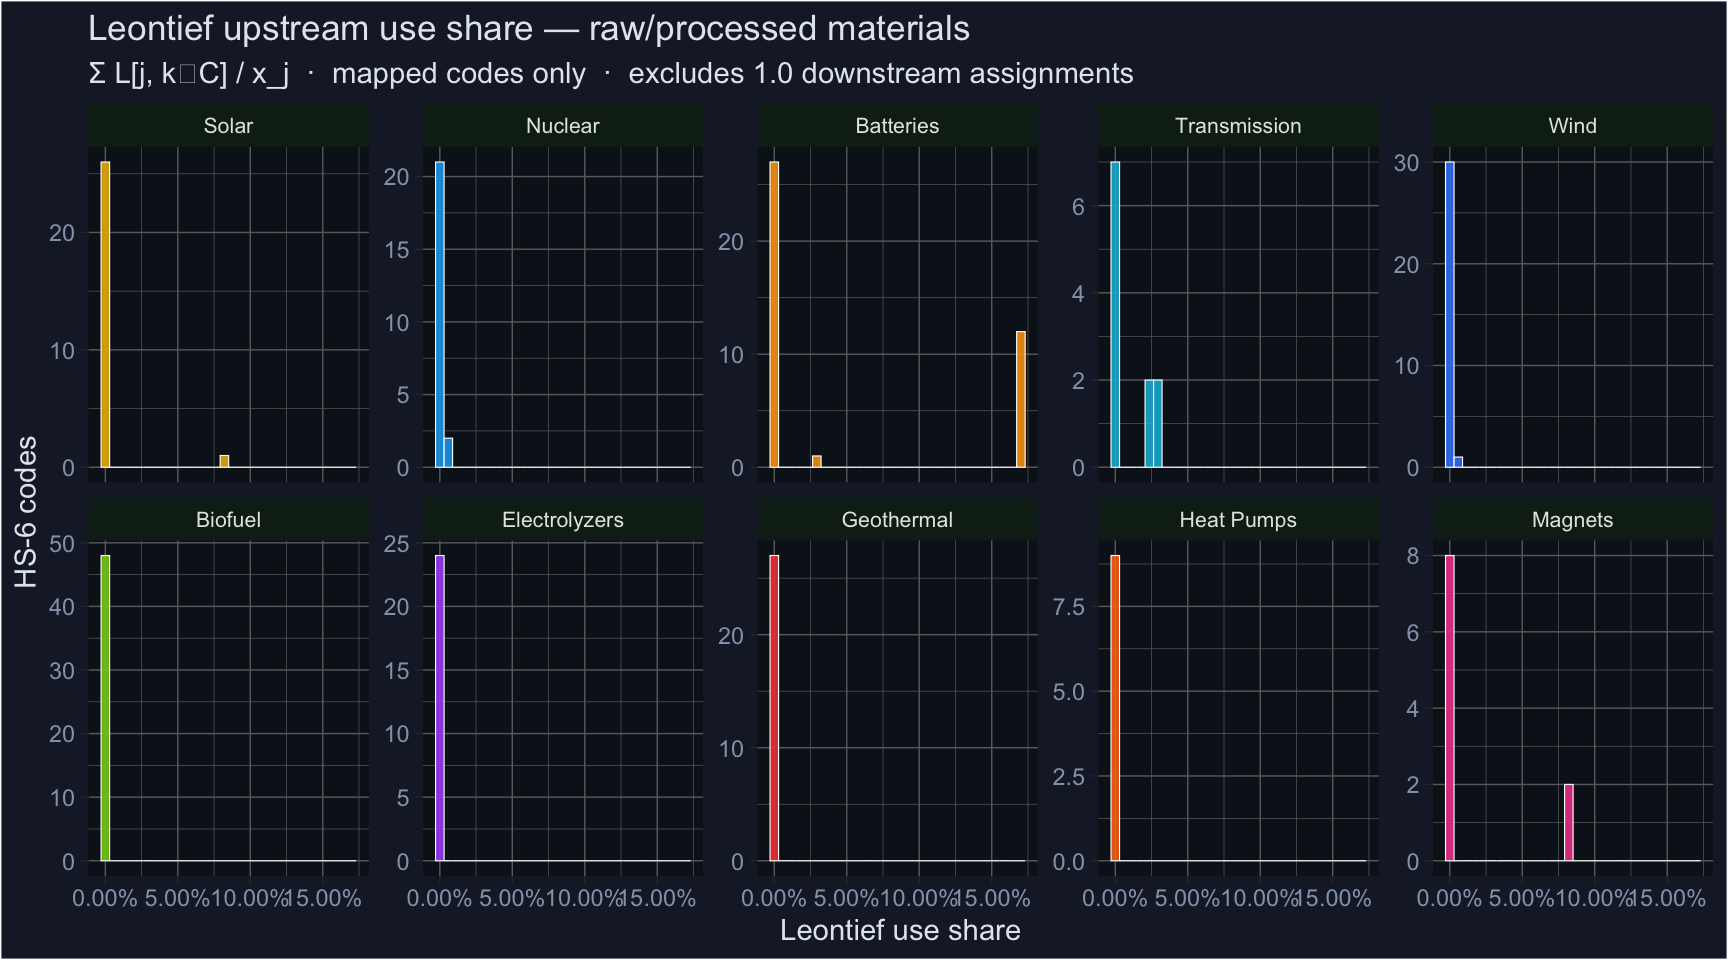 Leontief upstream use share — raw/processed materials
Σ L[j, k□C] / x_j · mapped codes only · excludes 1.0 downstream assignments
Solar
Nuclear
Batteries
Transmission
Wind
20
10
0
20
15
10
5
0
20
10
0
6
4
2
0
30
20
10
0
HS-6 codes
Biofuel
Electrolyzers
Geothermal
Heat Pumps
Magnets
50
40
30
20
10
0
25
20
15
10
5
0
20
10
0
7.5
5.0
2.5
0.0
8
6
4
2
0
0.00% 5.00% 10.00% 15.00%
0.00% 5.00% 10.00% 15.00%
0.00% 5.00% 10.00% 15.00%
0.00% 5.00% 10.00% 15.00%
0.00% 5.00% 10.00% 15.00%
Leontief use share